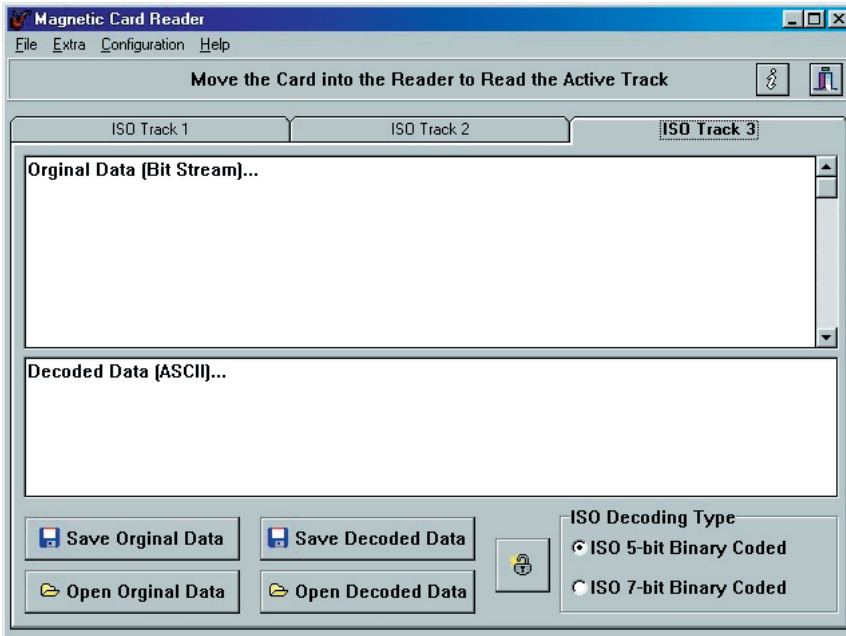 Magnetic Card Reader
File Extra Configuration Help
Move the Card into the Reader to Read the Active Track
ISO Track 1 ISO Track 2 ISO Track 3
Orginal Data (Bit Stream)...
Decoded Data (ASCII)...
Save Orginal Data Save Decoded Data
Open Orginal Data Open Decoded Data
ISO Decoding Type
ISO 5-bit Binary Coded
ISO 7-bit Binary Coded